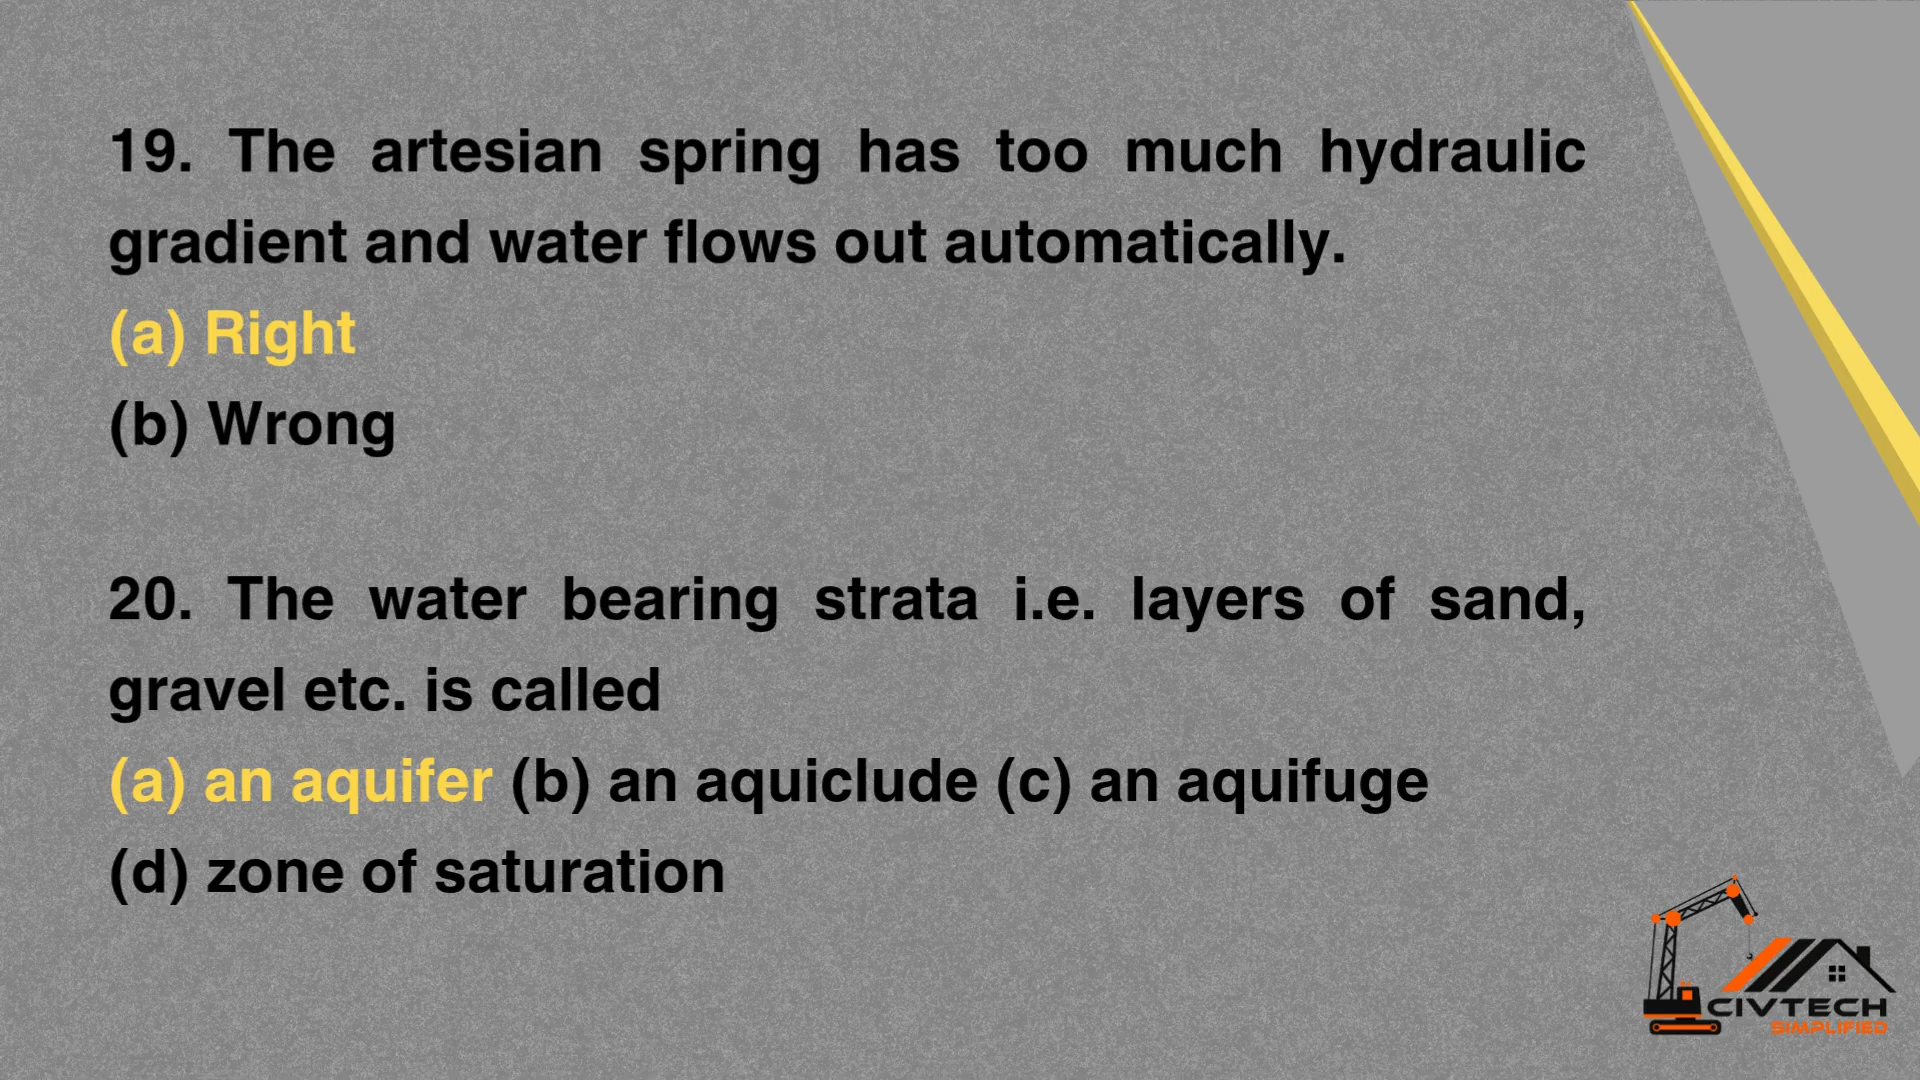 19. The artesian spring has too much hydraulic
gradient and water flows out automatically.
(a) Right
(b) Wrong
20. The water bearing strata i.e. layers of sand,
gravel etc. is called
(a) an aquifer (b) an aquiclude (c) an aquifuge
(d) zone of saturation
CIVTECH
SIMPLIFIED